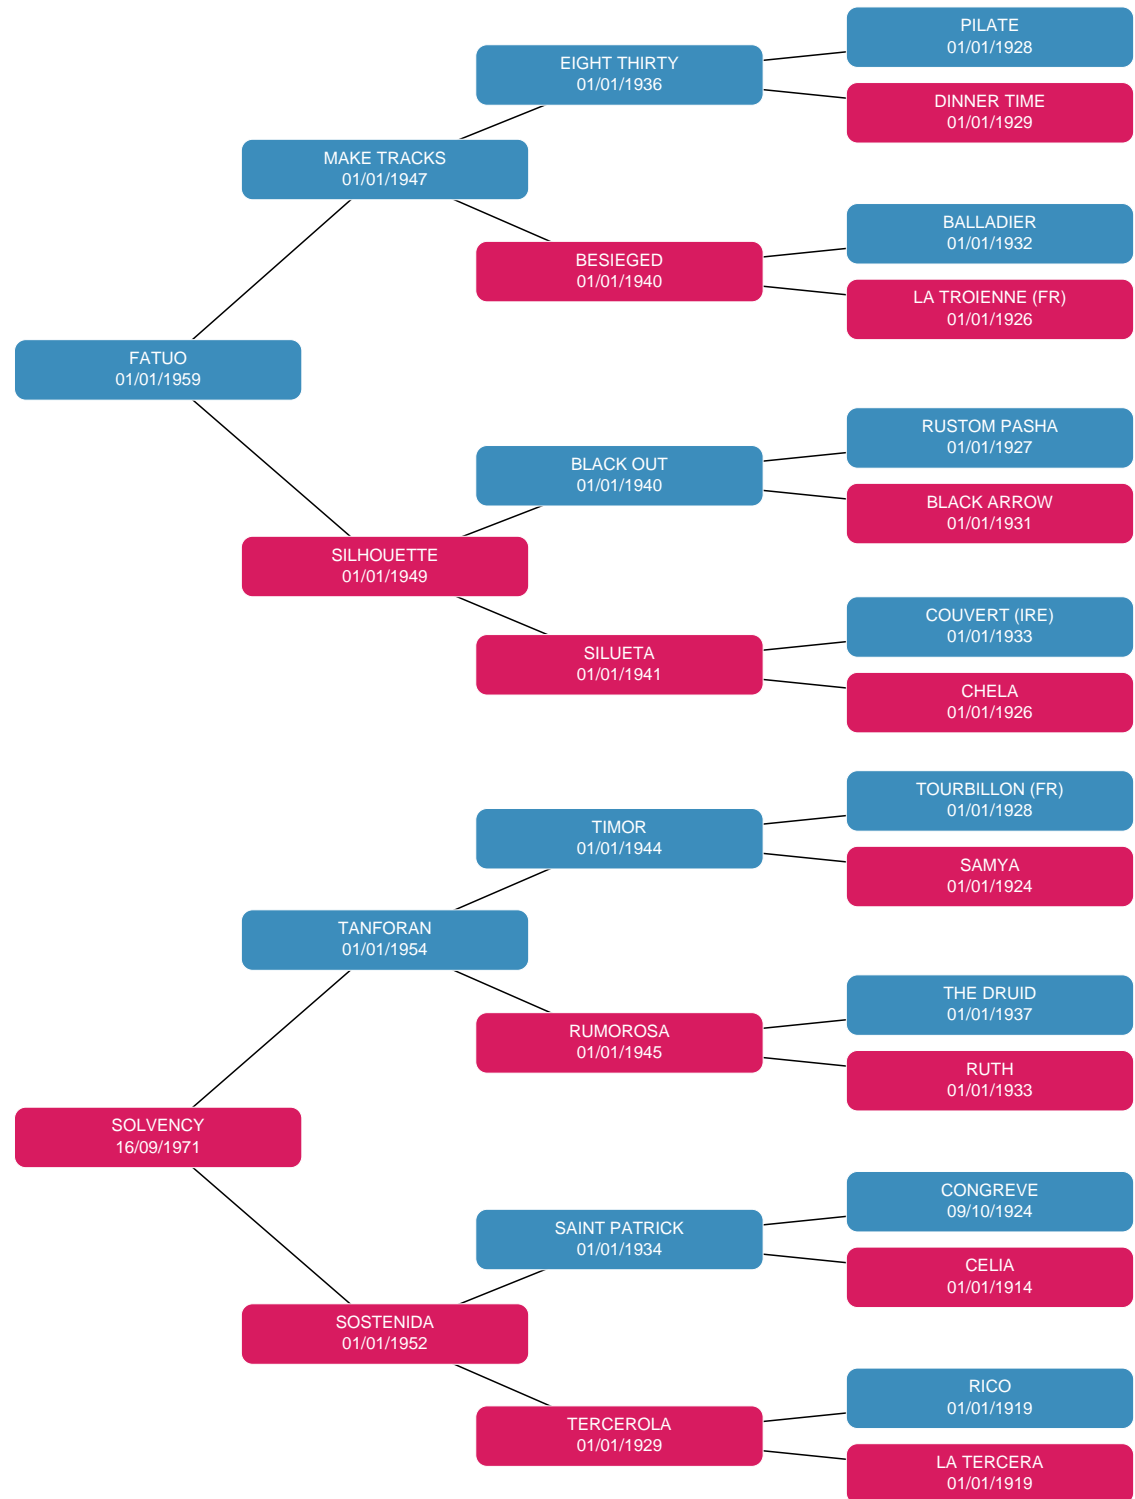 PILATE
01/01/1928
EIGHT THIRTY
01/01/1936
DINNER TIME
01/01/1929
MAKE TRACKS
01/01/1947
BALLADIER
01/01/1932
BESIEGED
01/01/1940
LA TROIENNE (FR)
01/01/1926
FATUO
01/01/1959
RUSTOM PASHA
01/01/1927
BLACK OUT
01/01/1940
BLACK ARROW
01/01/1931
SILHOUETTE
01/01/1949
COUVERT (IRE)
01/01/1933
SILUETA
01/01/1941
CHELA
01/01/1926
TOURBILLON (FR)
01/01/1928
TIMOR
01/01/1944
SAMYA
01/01/1924
TANFORAN
01/01/1954
THE DRUID
01/01/1937
RUMOROSA
01/01/1945
RUTH
01/01/1933
SOLVENCY
16/09/1971
CONGREVE
09/10/1924
SAINT PATRICK
01/01/1934
CELIA
01/01/1914
SOSTENIDA
01/01/1952
RICO
01/01/1919
TERCEROLA
01/01/1929
LA TERCERA
01/01/1919